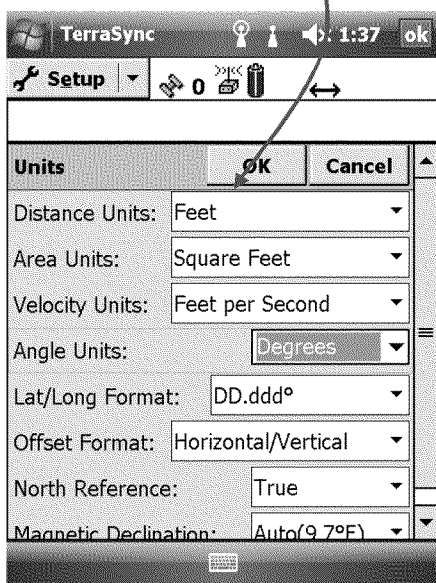 TerraSync 1:37 ok
Setup 0
Units OK Cancel
Distance Units: Feet
Area Units: Square Feet
Velocity Units: Feet per Second
Angle Units: Degrees
Lat/Long Format: DD.dddº
Offset Format: Horizontal/Vertical
North Reference: True
Magnetic Declination: Auto(9.7ºE)